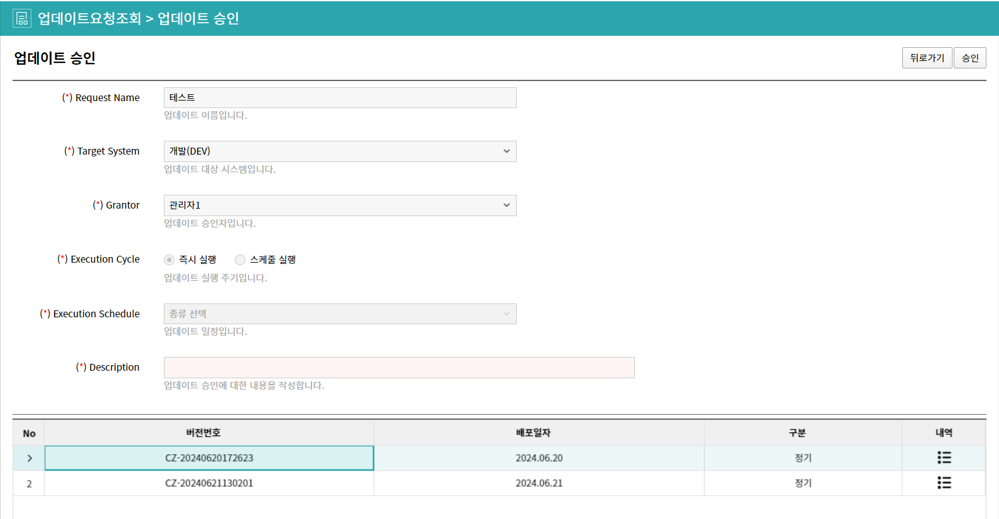 업데이트요청조회 > 업데이트 승인
업데이트 승인
뒤로가기 승인
(*) Request Name 테스트
업데이트 이름입니다.
(*) Target System 개발(DEV)
업데이트 대상 시스템입니다.
(*) Grantor 관리자1
업데이트 승인자입니다.
(*) Execution Cycle 즉시 실행 스케줄 실행
업데이트 실행 주기입니다.
(*) Execution Schedule 종류 선택
업데이트 일정입니다.
(*) Description
업데이트 승인에 대한 내용을 작성합니다.
No 버전번호 배포일자 구분 내역
CZ-20240620172623 2024.06.20 정기
2 CZ-20240621130201 2024.06.21 정기